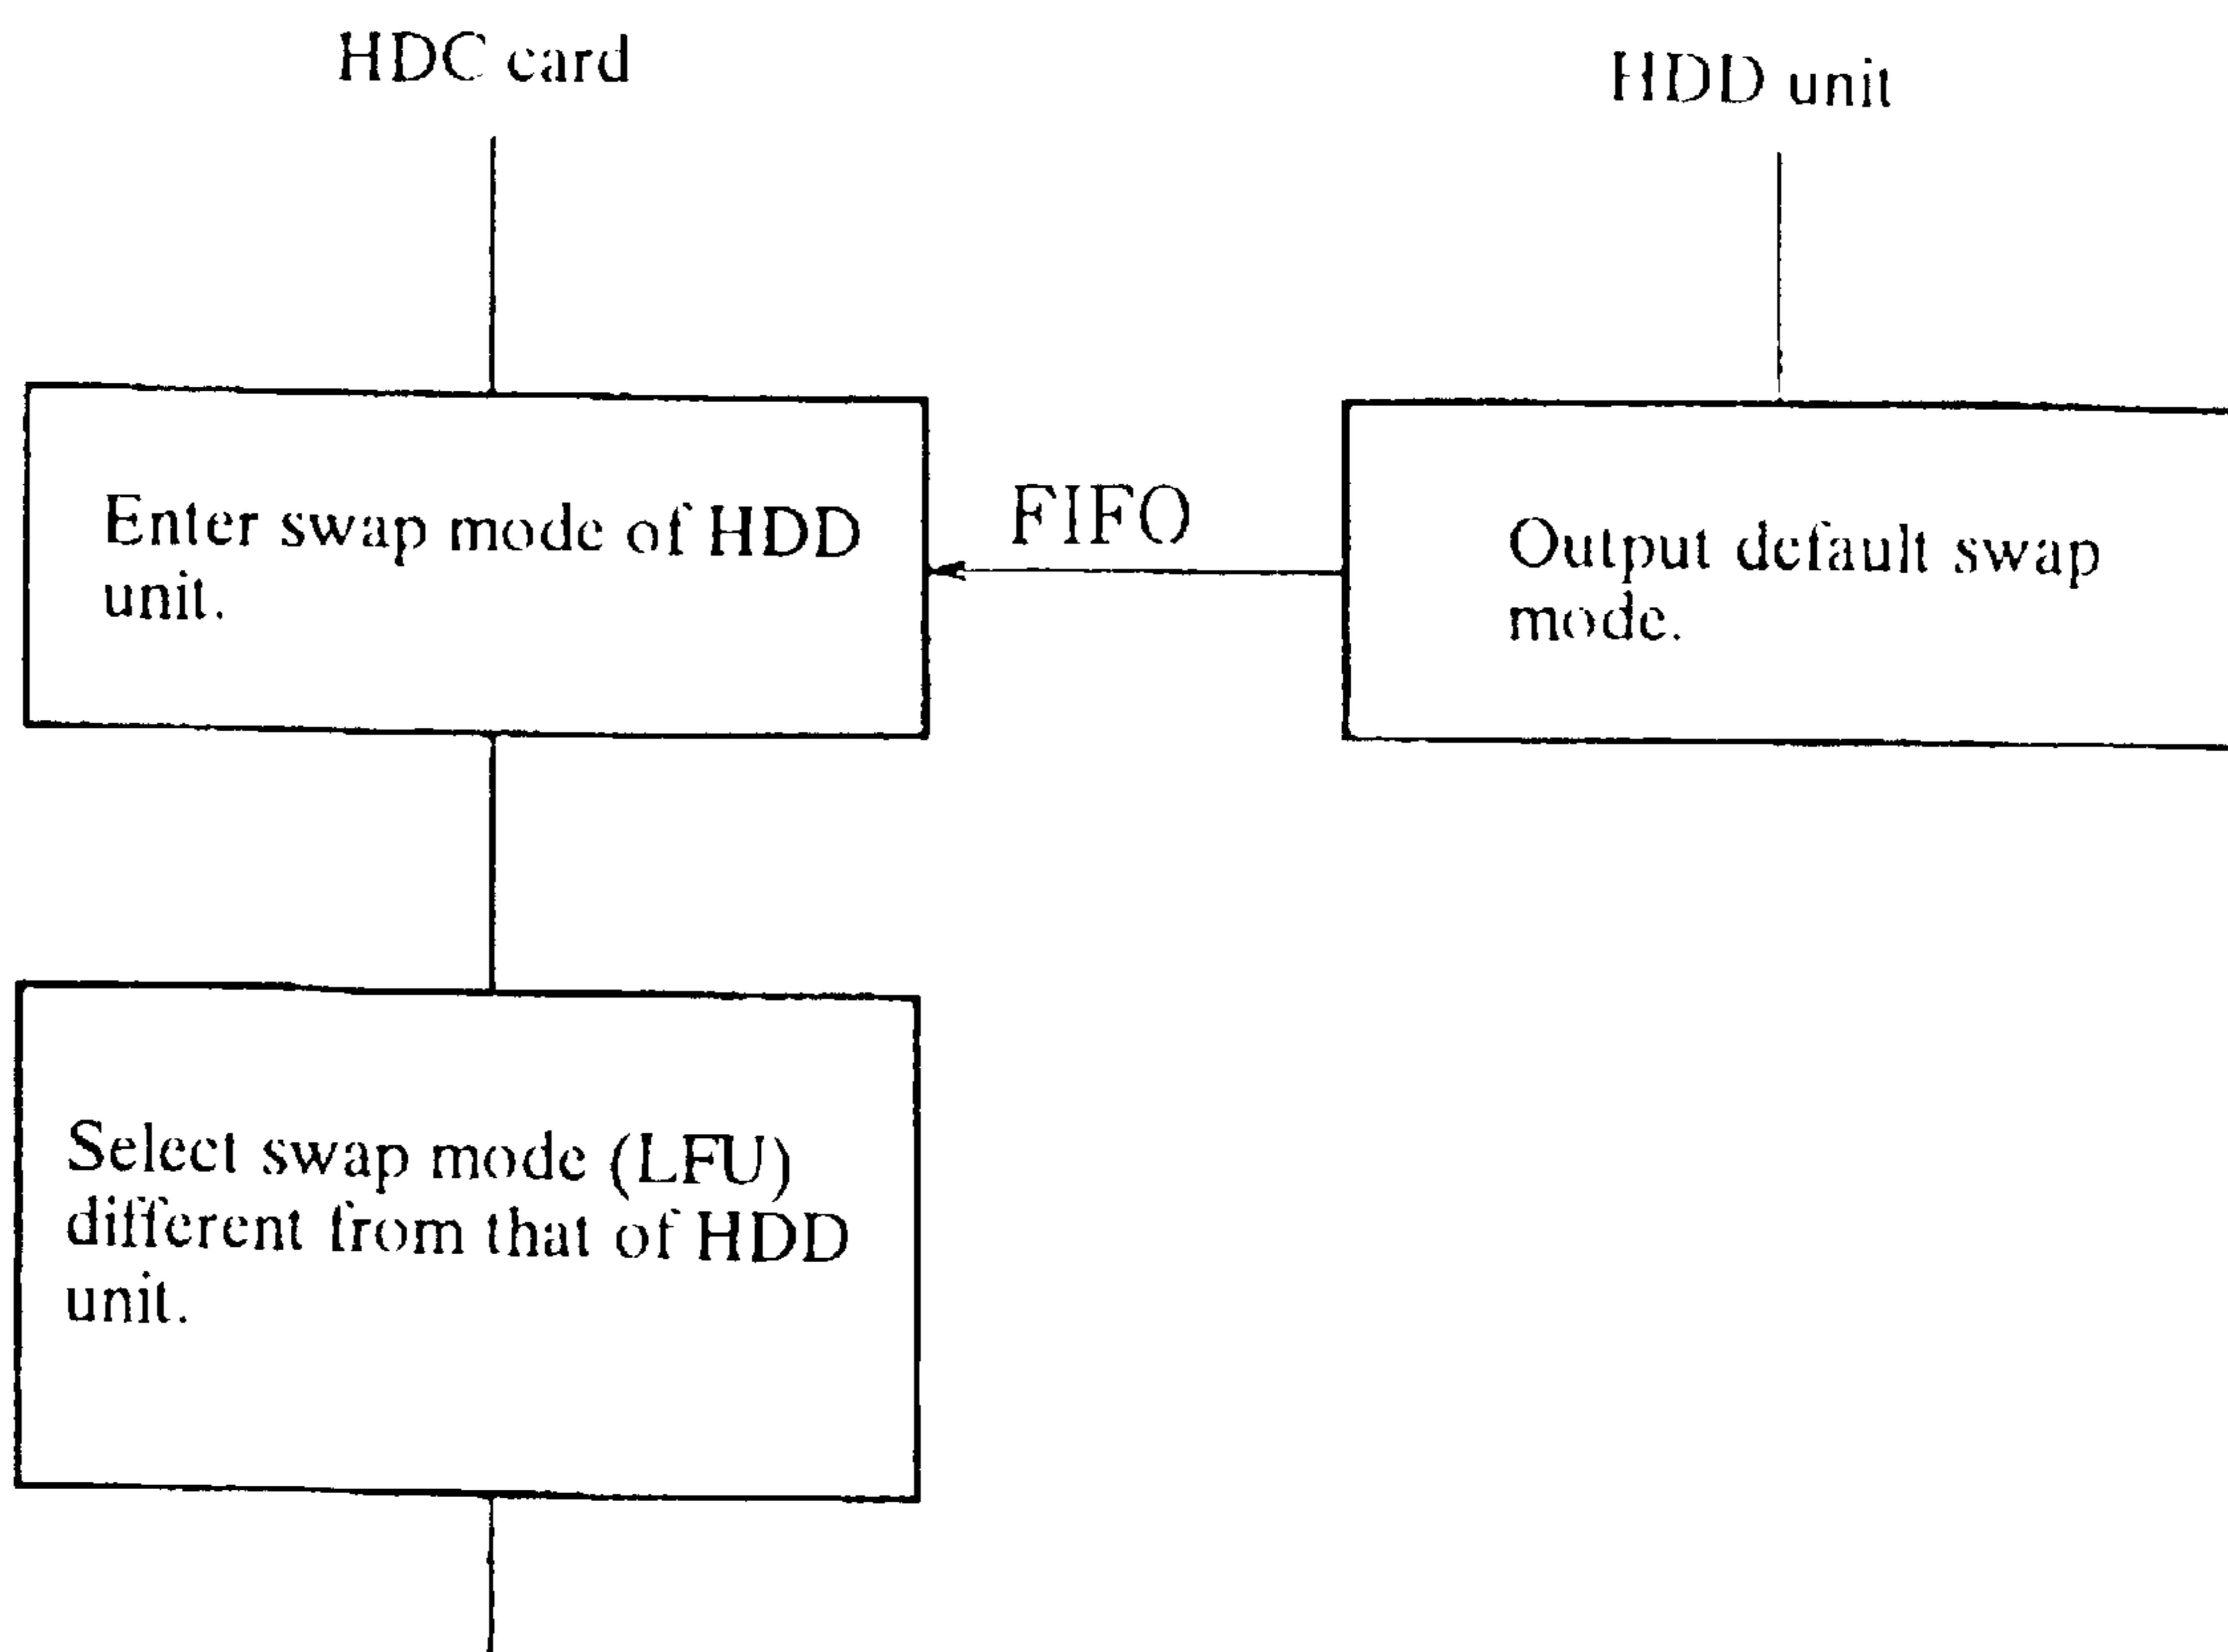 HDC card
HDD unit
Enter swap mode of HDD
unit.
FIFO
Output default swap
mode.
Select swap mode (LFU)
different from that of HDD
unit.